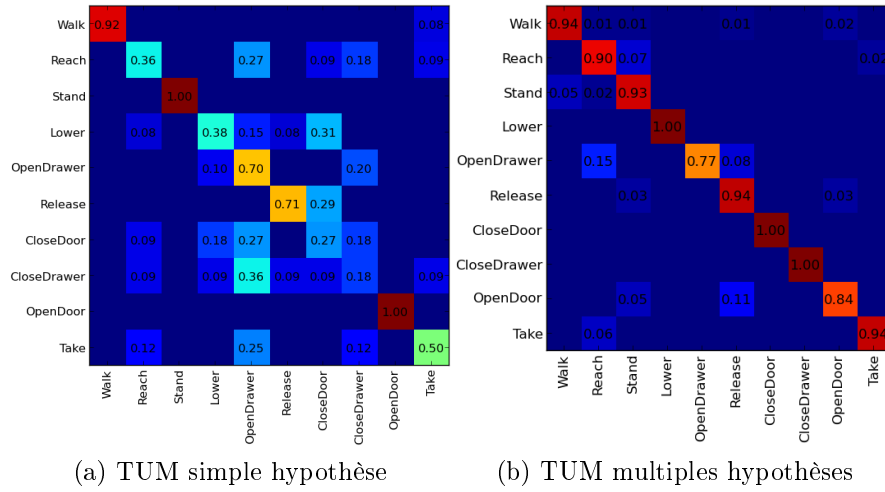 Walk 0.92 0.08
Reach 0.36 0.27 0.09 0.18 0.09
Stand 1.00
Lower 0.08 0.38 0.15 0.08 0.31
OpenDrawer 0.10 0.70 0.20
Release 0.71 0.29
CloseDoor 0.09 0.18 0.27 0.27 0.18
CloseDrawer 0.09 0.09 0.36 0.09 0.09 0.18 0.09
OpenDoor 1.00
Take 0.12 0.25 0.12 0.50
Walk Reach Stand Lower OpenDrawer Release CloseDoor CloseDrawer OpenDoor Take
(a) TUM simple hypothèse
Walk 0.94 0.01 0.01 0.01 0.02
Reach 0.90 0.07 0.02
Stand 0.05 0.02 0.93
Lower 1.00
OpenDrawer 0.15 0.77 0.08
Release 0.03 0.94 0.03
CloseDoor 1.00
CloseDrawer 1.00
OpenDoor 0.05 0.11 0.84
Take 0.06 0.94
Walk Reach Stand Lower OpenDrawer Release CloseDoor CloseDrawer OpenDoor Take
(b) TUM multiples hypothèses